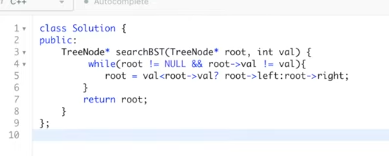 C++
Autocomplete
1 class Solution {
2 public:
3 TreeNode* searchBST(TreeNode* root, int val) {
4 while(root != NULL && root->val != val){
5 root = val<root->val? root->left:root->right;
6 }
7 return root;
8 }
9 };
10